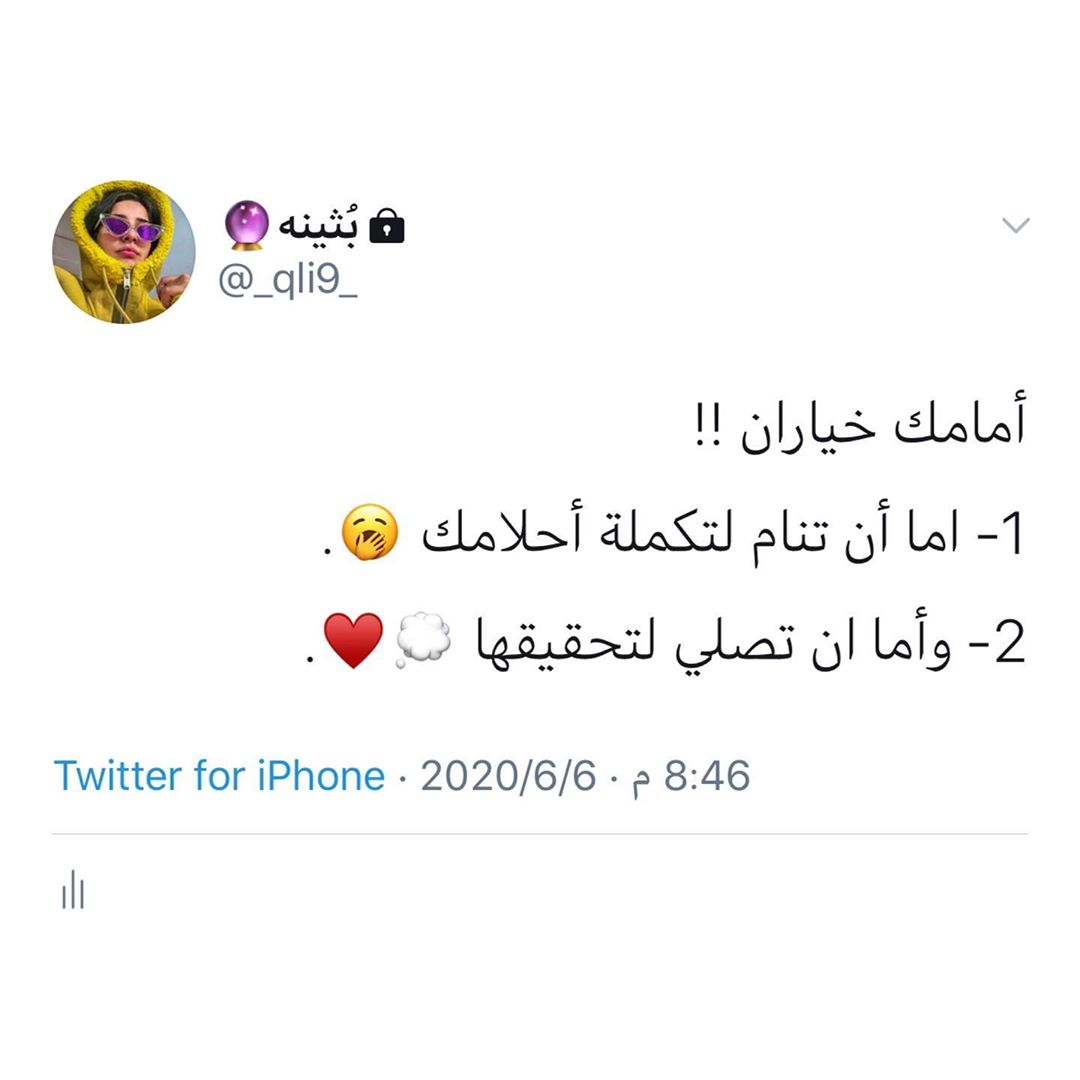 بُثينه🔮
@_qli9_
أمامك خياران !!
1- اما أن تنام لتكملة أحلامك 🥱.
2- وأما ان تصلي لتحقيقها 💭♥️.
8:46 م · 2020/6/6 · Twitter for iPhone